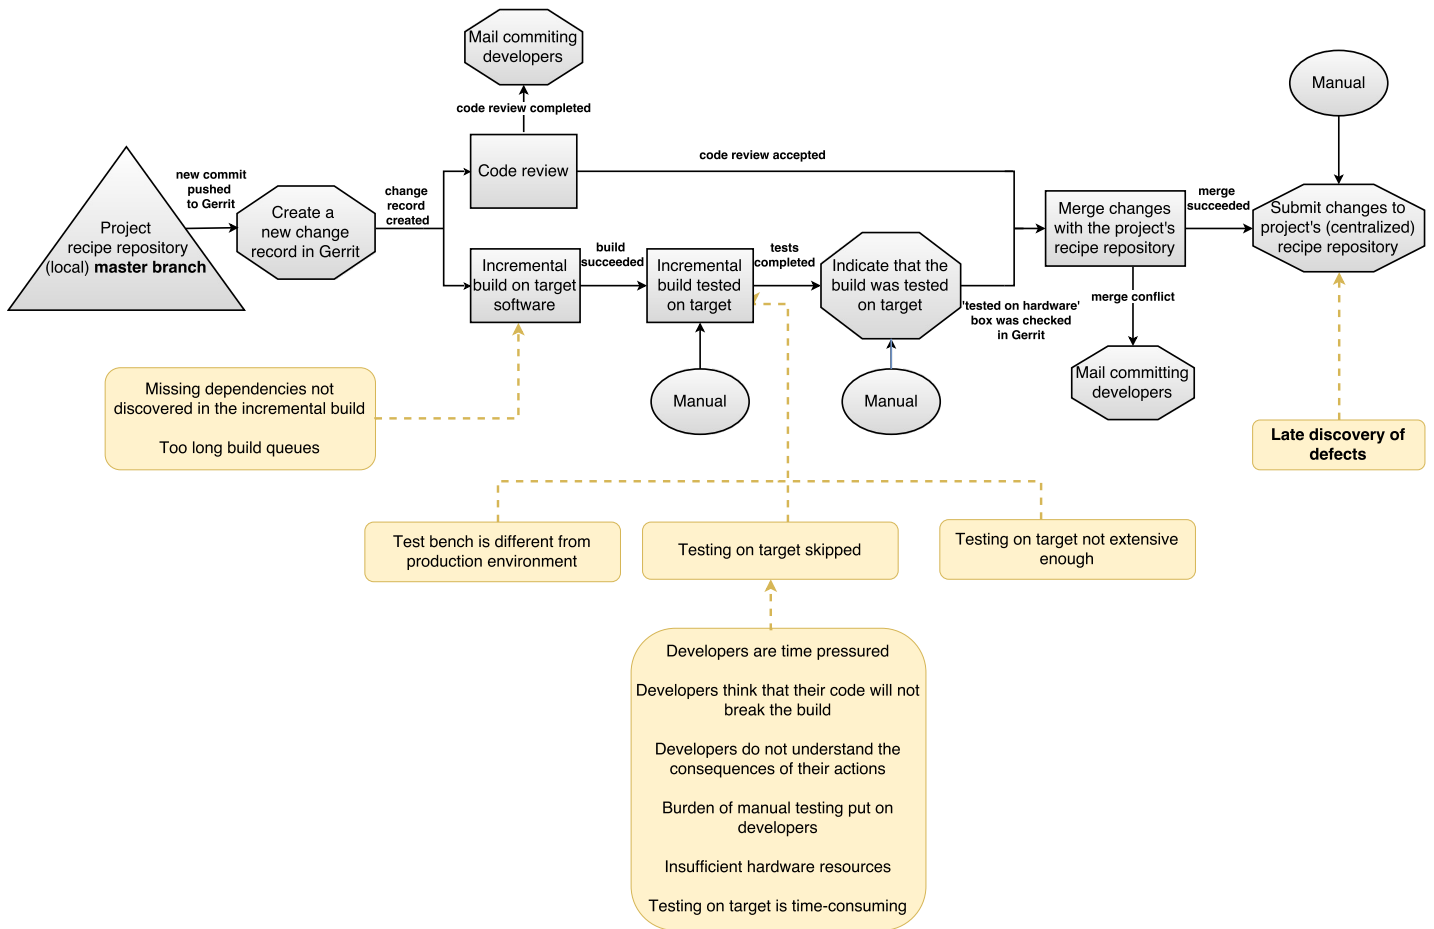 Mail commiting
developers
code review completed
Manual
Code review
code review accepted
new commit
pushed
to Gerrit
Project
recipe repository
(local) master branch
Create a
new change
record in Gerrit
change
record
created
Incremental
build on target
software
build
succeeded
Incremental
build tested
on target
tests
completed
Indicate that the
build was tested
on target
'tested on hardware'
box was checked
in Gerrit
Merge changes
with the project's
recipe repository
merge
succeeded
Submit changes to
project's (centralized)
recipe repository
merge conflict
Mail committing
developers
Manual
Manual
Missing dependencies not
discovered in the incremental build
Too long build queues
Late discovery of
defects
Test bench is different from
production environment
Testing on target skipped
Testing on target not extensive
enough
Developers are time pressured
Developers think that their code will not
break the build
Developers do not understand the
consequences of their actions
Burden of manual testing put on
developers
Insufficient hardware resources
Testing on target is time-consuming